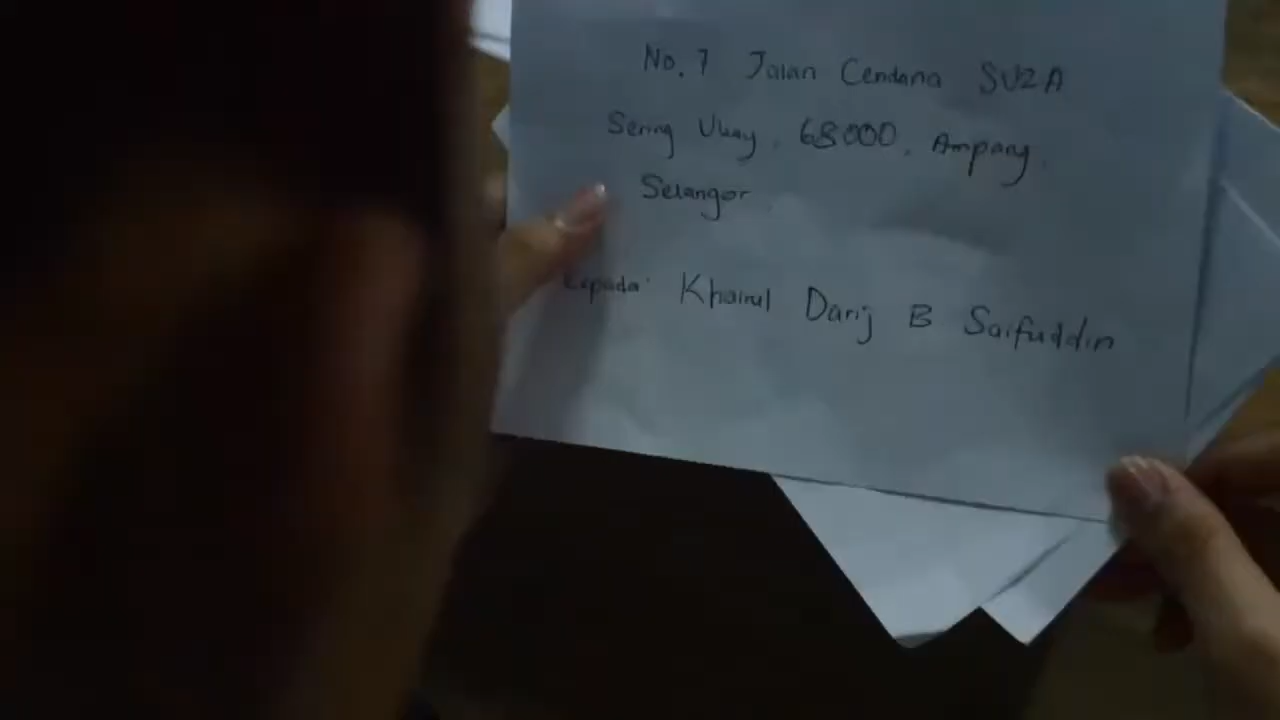 No. 7 Jalan Cendana SU2A
Sering Ukay, 68000, Ampang,
Selangor
Kepada: Khairul Darij B Saifuddin